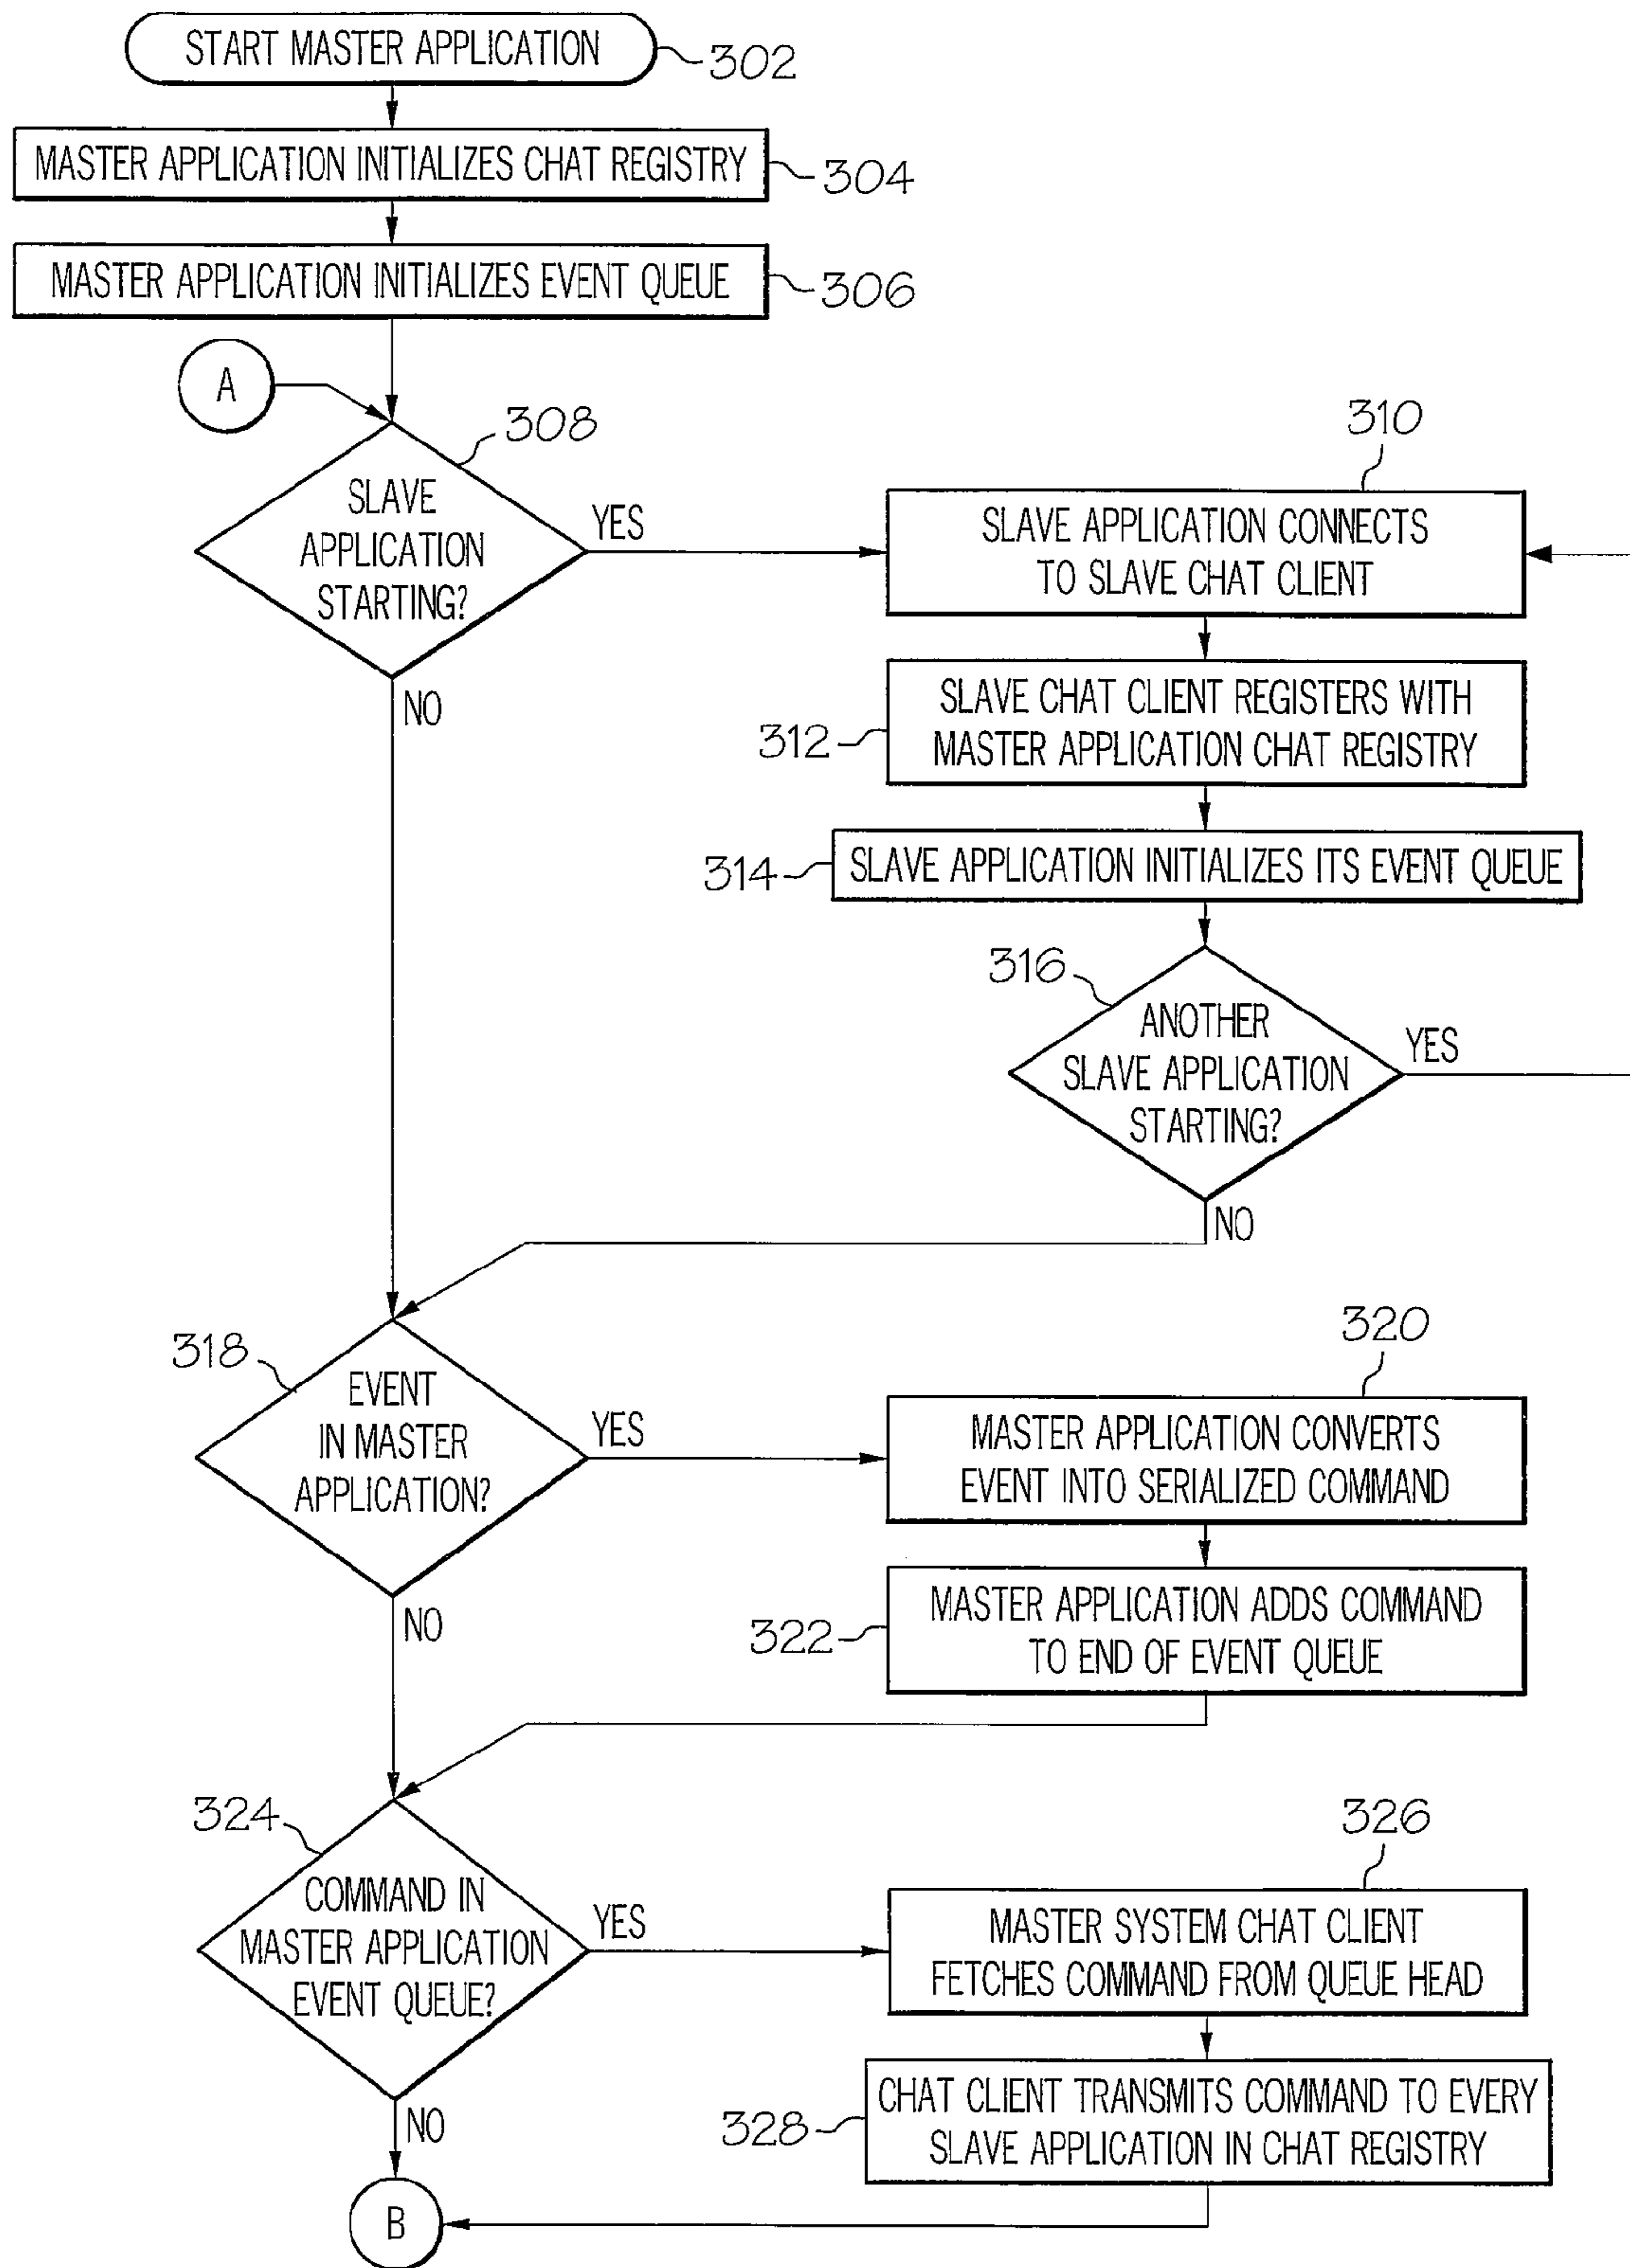 START MASTER APPLICATION
302
MASTER APPLICATION INITIALIZES CHAT REGISTRY
304
MASTER APPLICATION INITIALIZES EVENT QUEUE
306
A
308
SLAVE
APPLICATION
STARTING?
YES
NO
310
SLAVE APPLICATION CONNECTS
TO SLAVE CHAT CLIENT
312
SLAVE CHAT CLIENT REGISTERS WITH
MASTER APPLICATION CHAT REGISTRY
314
SLAVE APPLICATION INITIALIZES ITS EVENT QUEUE
316
ANOTHER
SLAVE APPLICATION
STARTING?
YES
NO
318
EVENT
IN MASTER
APPLICATION?
YES
NO
320
MASTER APPLICATION CONVERTS
EVENT INTO SERIALIZED COMMAND
322
MASTER APPLICATION ADDS COMMAND
TO END OF EVENT QUEUE
324
COMMAND IN
MASTER APPLICATION
EVENT QUEUE?
YES
NO
326
MASTER SYSTEM CHAT CLIENT
FETCHES COMMAND FROM QUEUE HEAD
328
CHAT CLIENT TRANSMITS COMMAND TO EVERY
SLAVE APPLICATION IN CHAT REGISTRY
B